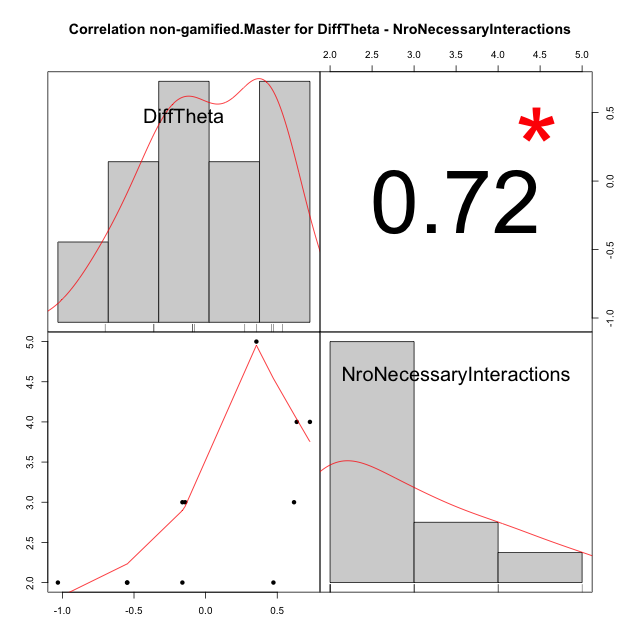 Correlation non-gamified.Master for DiffTheta - NroNecessaryInteractions
2.0 2.5 3.0 3.5 4.0 4.5 5.0
DiffTheta
*
0.72
0.5
0.0
-0.5
-1.0
NroNecessaryInteractions
5.0
4.5
4.0
3.5
3.0
2.5
2.0
-1.0 -0.5 0.0 0.5